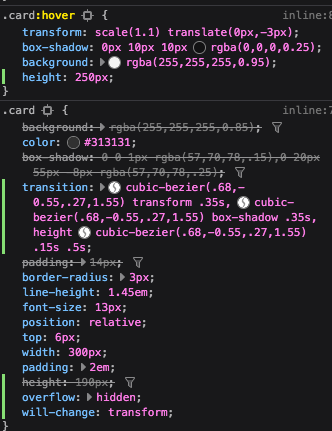 .card:hover { inline:8
transform: scale(1.1) translate(0px,-3px);
box-shadow: 0px 10px 10px rgba(0,0,0,0.25);
background: rgba(255,255,255,0.95);
height: 250px;
}
.card { inline:7
background: rgba(255,255,255,0.85);
color: #313131;
box-shadow: 0 0 1px rgba(57,70,78,.15),0 20px
55px -8px rgba(57,70,78,.25);
transition: cubic-bezier(.68,-
0.55,.27,1.55) transform .35s, cubic-
bezier(.68,-0.55,.27,1.55) box-shadow .35s,
height cubic-bezier(.68,-0.55,.27,1.55)
.15s .5s;
padding: 14px;
border-radius: 3px;
line-height: 1.45em;
font-size: 13px;
position: relative;
top: 6px;
width: 300px;
padding: 2em;
height: 190px;
overflow: hidden;
will-change: transform;
}